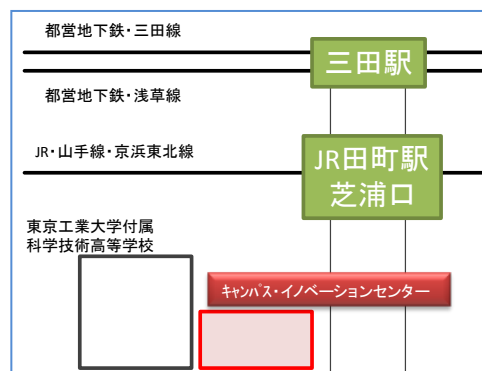 都営地下鉄・三田線
三田駅
都営地下鉄・浅草線
JR・山手線・京浜東北線
JR田町駅
芝浦口
東京工業大学付属
科学技術高等学校
ｷｬﾝﾊﾟｽ・イノベーションセンター